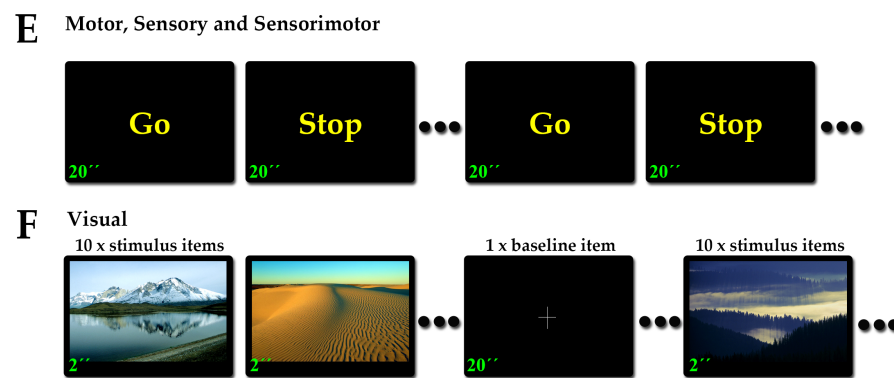 E Motor, Sensory and Sensorimotor
Go Stop Go Stop
20´´ 20´´ 20´´ 20´´
F Visual
10 x stimulus items 1 x baseline item 10 x stimulus items
2´´ 2´´ 20´´ 2´´